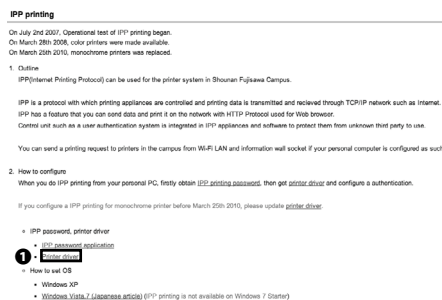 IPP printing
On July 2nd 2007, Operational test of IPP printing began.
On March 28th 2008, color printers were made available.
On March 25th 2010, monochrome printers was replaced.
1. Outline
IPP(Internet Printing Protocol) can be used for the printer system in Shounan Fujisawa Campus.
IPP is a protocol with which printing appliances are controlled and printing data is transmitted and recieved through TCP/IP network such as Internet.
IPP has a feature that you can send data and print it on the network with HTTP Protocol used for Web browser.
Control unit such as a user authentication system is integrated in IPP appliances and software to protect them from unknown third party to use.
You can send a printing request to printers in the campus from Wi-Fi LAN and information wall socket if your personal computer is configured as such
2. How to configure
When you do IPP printing from your personal PC, firstly obtain IPP printing password, then get printer driver and configure a authentication.
If you configure a IPP printing for monochrome printer before March 25th 2010, please update printer driver.
IPP password, printer driver
IPP password application
1 Printer driver
How to set OS
Windows XP
Windows Vista,7 (Japanese article) (IPP printing is not available on Windows 7 Starter)